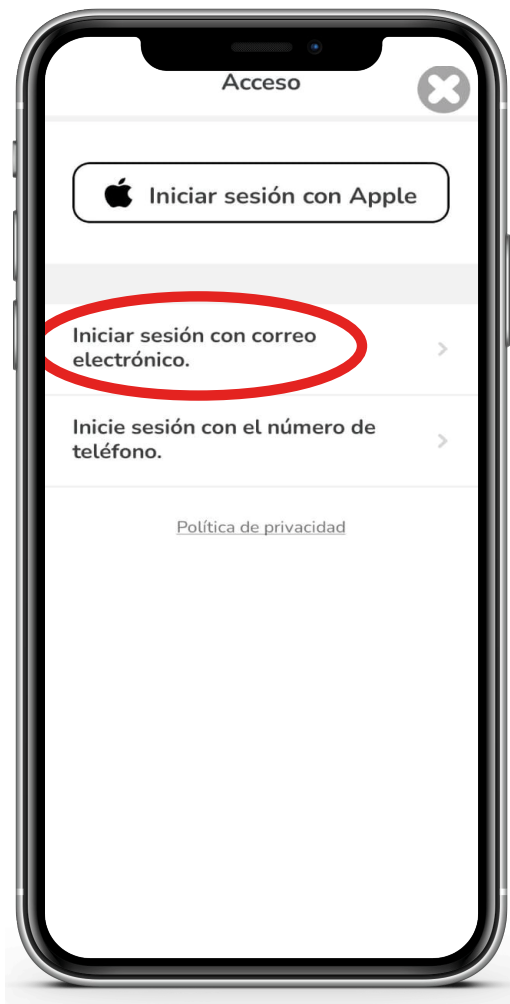 Acceso
Iniciar sesión con Apple
Iniciar sesión con correo
electrónico.
Inicie sesión con el número de
teléfono.
Política de privacidad